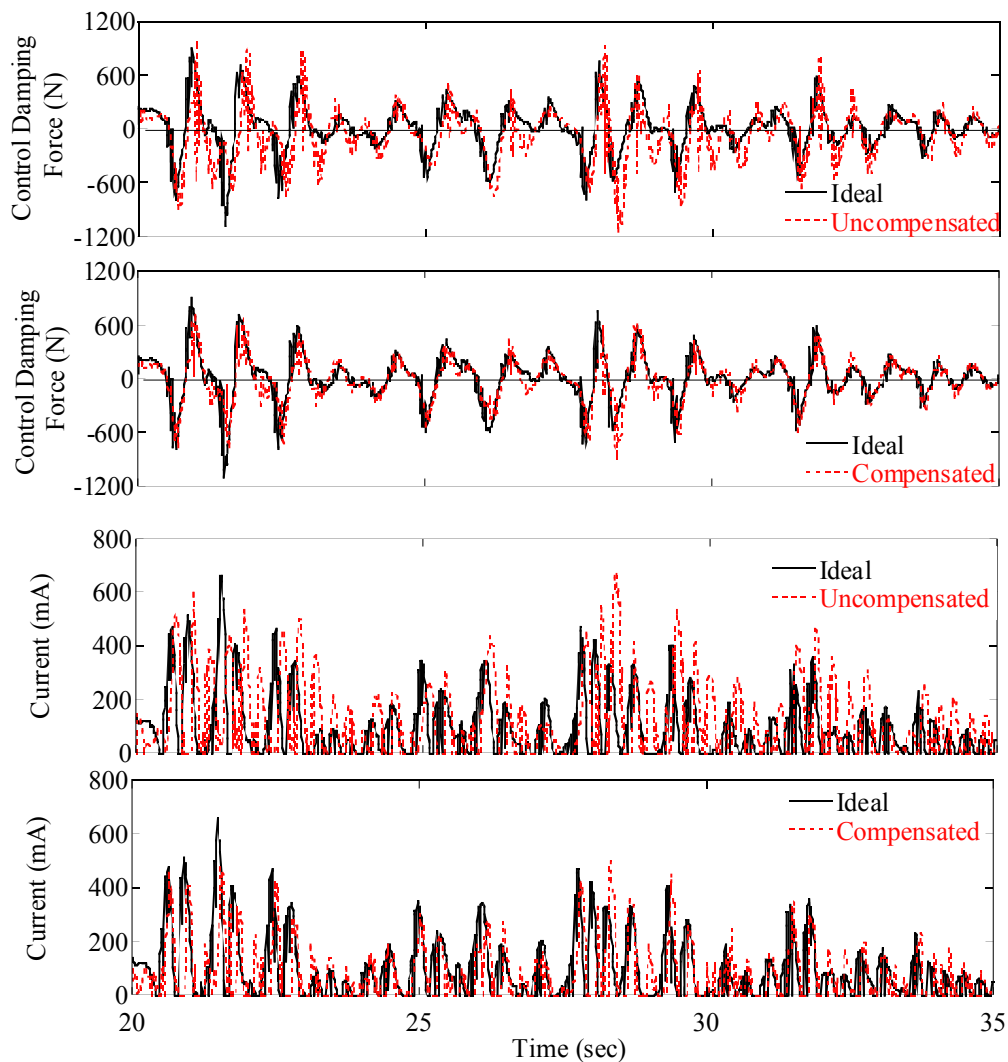 1200
600
0
-600
-1200
Control Damping
Force (N)
Ideal
Uncompensated
1200
600
0
-600
-1200
Control Damping
Force (N)
Ideal
Compensated
800
600
400
200
0
Current (mA)
Ideal
Uncompensated
800
600
400
200
0
Current (mA)
Ideal
Compensated
20
25
30
35
Time (sec)